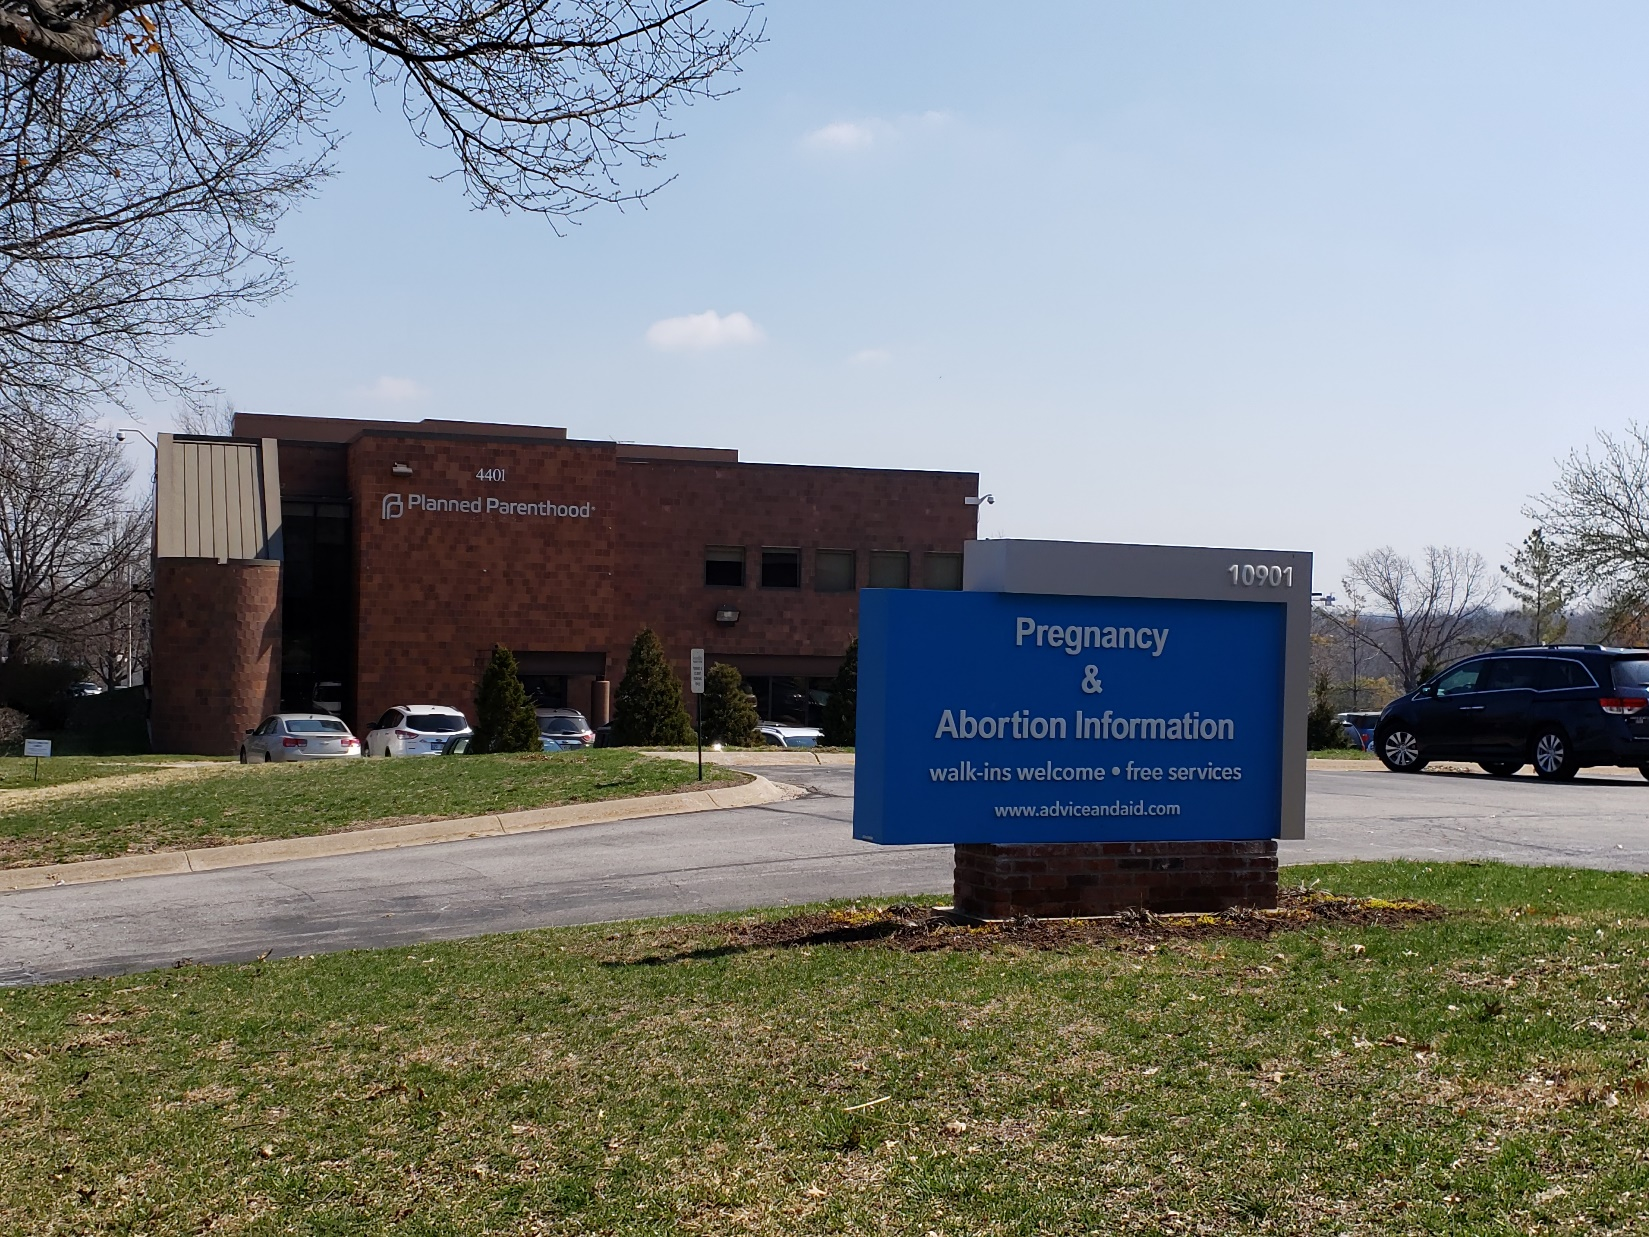 4401
Planned Parenthood
10901
Pregnancy
&
Abortion Information
walk-ins welcome • free services
www.adviceandaid.com